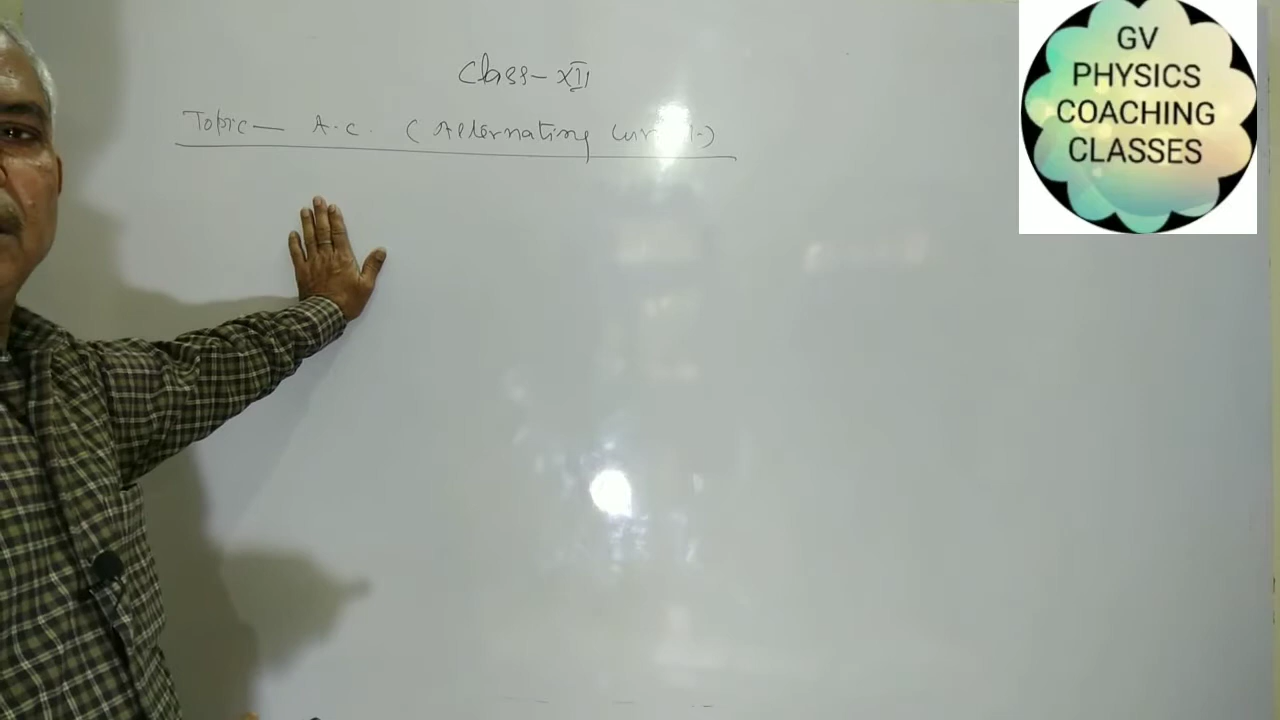 Class - XII
Topic — A.C. ( Alternating
GV
PHYSICS
COACHING
CLASSES